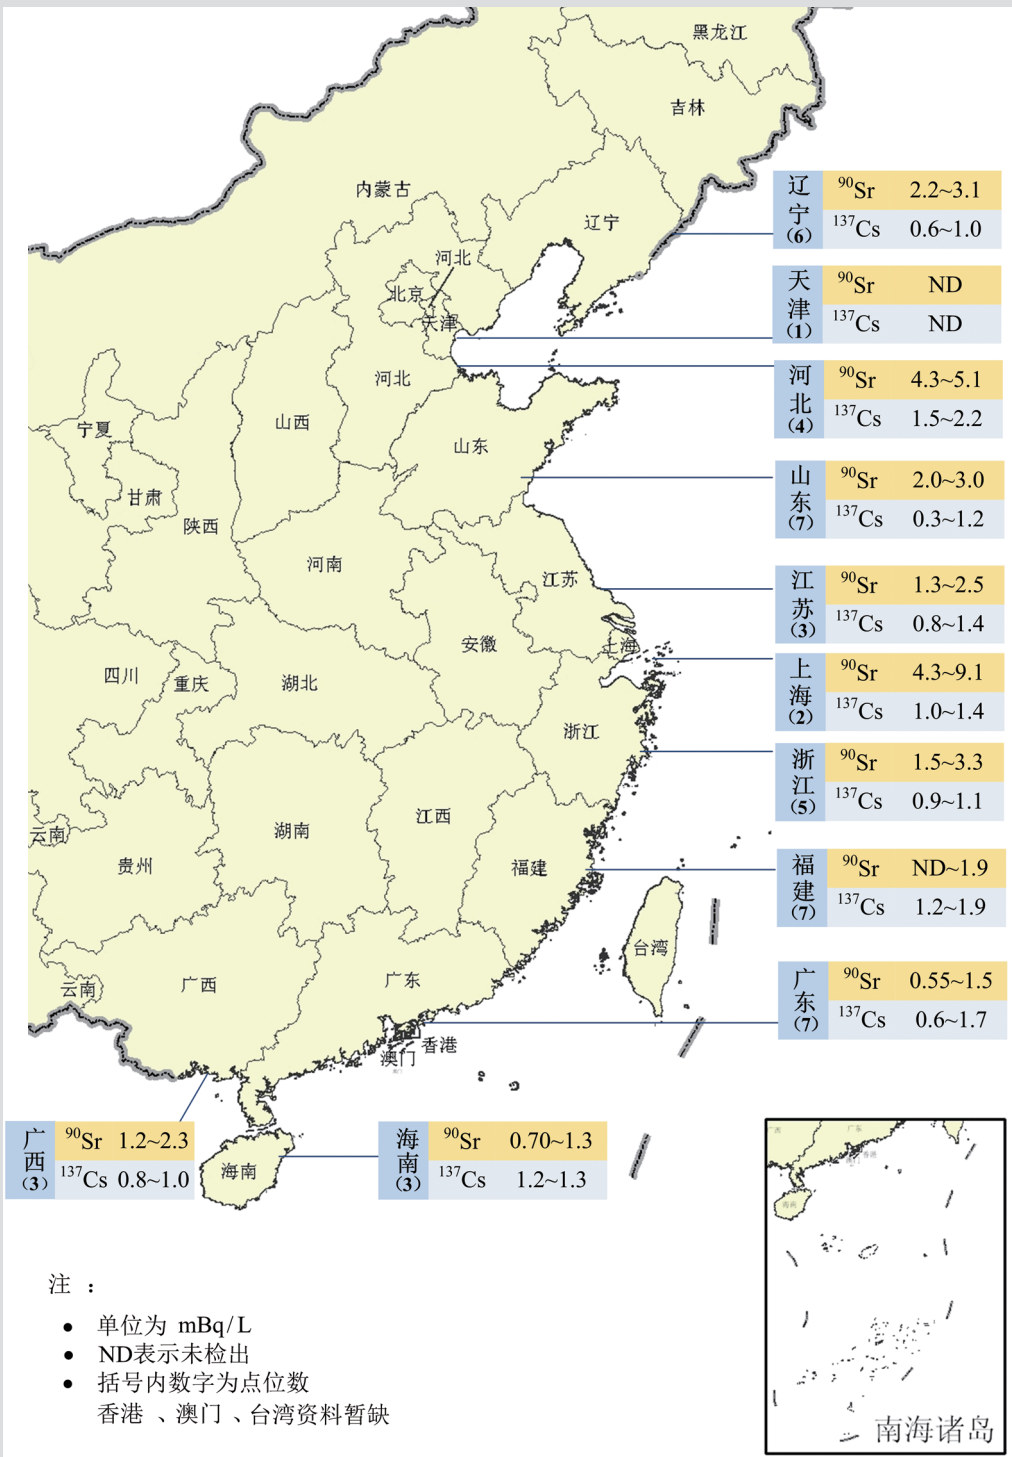 黑龙江
吉林
内蒙古
辽宁
河北
北京
天津
河北
山西
山东
宁夏
甘肃
陕西
河南
江苏
安徽
上海
四川
重庆
湖北
浙江
云南
贵州
湖南
江西
福建
台湾
云南
广西
广东
香港
澳门
海南
辽宁(6)
90Sr 2.2~3.1
137Cs 0.6~1.0
天津(1)
90Sr ND
137Cs ND
河北(4)
90Sr 4.3~5.1
137Cs 1.5~2.2
山东(7)
90Sr 2.0~3.0
137Cs 0.3~1.2
江苏(3)
90Sr 1.3~2.5
137Cs 0.8~1.4
上海(2)
90Sr 4.3~9.1
137Cs 1.0~1.4
浙江(5)
90Sr 1.5~3.3
137Cs 0.9~1.1
福建(7)
90Sr ND~1.9
137Cs 1.2~1.9
广东(7)
90Sr 0.55~1.5
137Cs 0.6~1.7
广西(3)
90Sr 1.2~2.3
137Cs 0.8~1.0
海南(3)
90Sr 0.70~1.3
137Cs 1.2~1.3
广西
广东
香港
澳门
海南
南海诸岛
注：
● 单位为 mBq/L
● ND表示未检出
● 括号内数字为点位数
香港、澳门、台湾资料暂缺